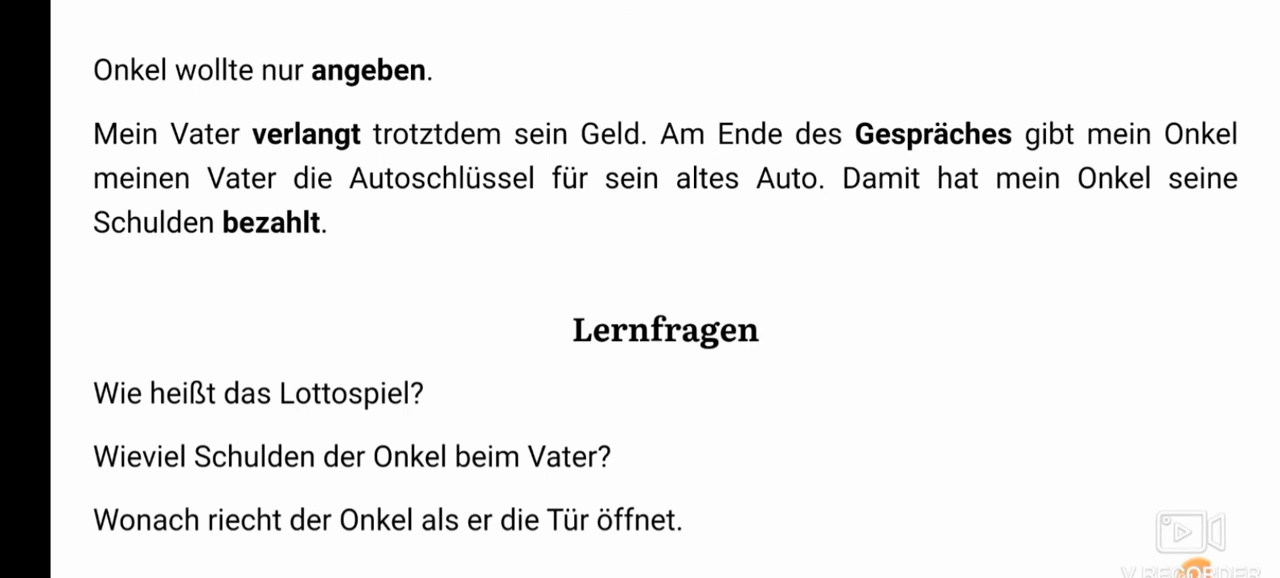 Onkel wollte nur angeben.
Mein Vater verlangt trotztdem sein Geld. Am Ende des Gespräches gibt mein Onkel
meinen Vater die Autoschlüssel für sein altes Auto. Damit hat mein Onkel seine
Schulden bezahlt.
Lernfragen
Wie heißt das Lottospiel?
Wieviel Schulden der Onkel beim Vater?
Wonach riecht der Onkel als er die Tür öffnet.
V RECORDER